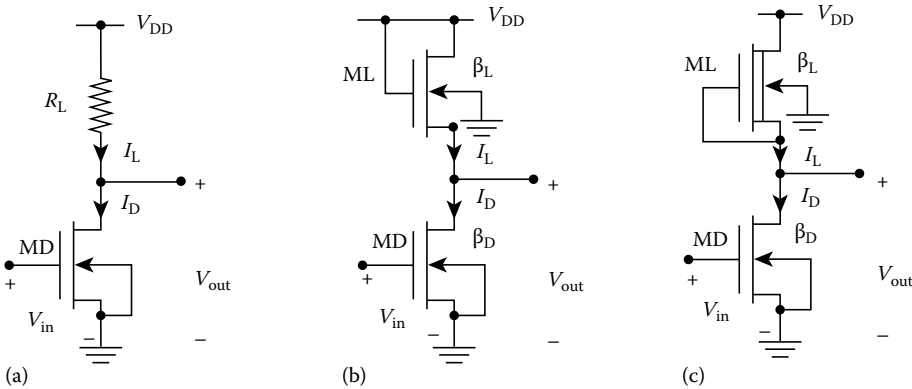 V_DD
R_L
I_L
+
I_D
MD
+
V_in
V_out
−
−
(a)
V_DD
ML
β_L
I_L
+
I_D
MD
β_D
+
V_in
V_out
−
−
(b)
V_DD
ML
β_L
I_L
+
I_D
MD
β_D
+
V_in
V_out
−
−
(c)